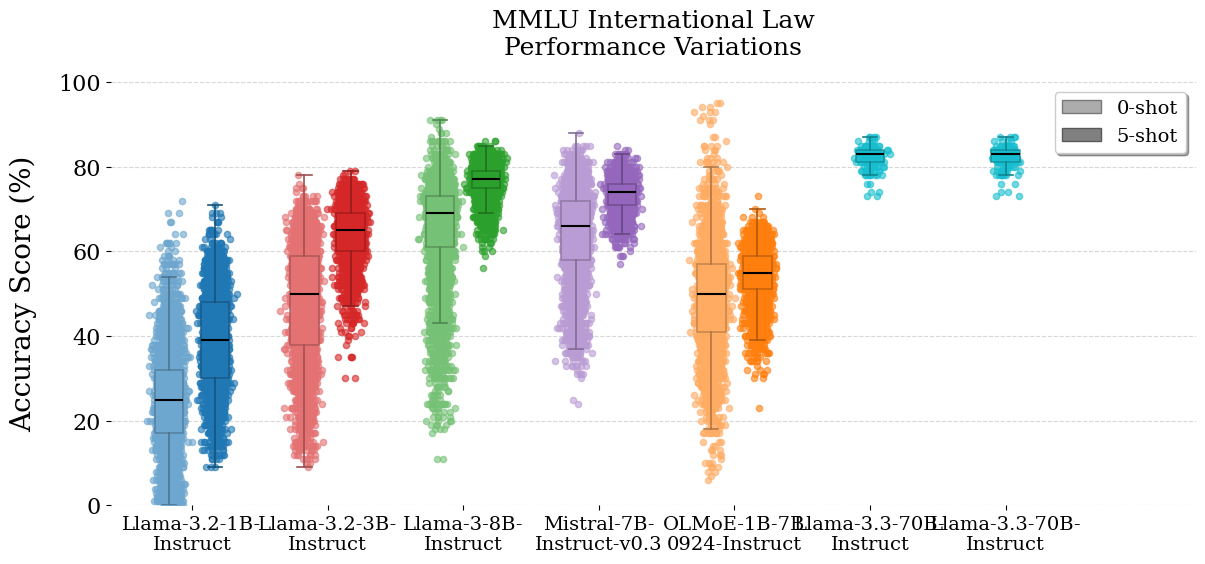 MMLU International Law
Performance Variations
Accuracy Score (%)
100
80
60
40
20
0
0-shot
5-shot
Llama-3.2-1B-
Instruct
Llama-3.2-3B-
Instruct
Llama-3-8B-
Instruct
Mistral-7B-
Instruct-v0.3
OLMoE-1B-7B-
0924-Instruct
Llama-3.3-70B-
Instruct
Llama-3.3-70B-
Instruct